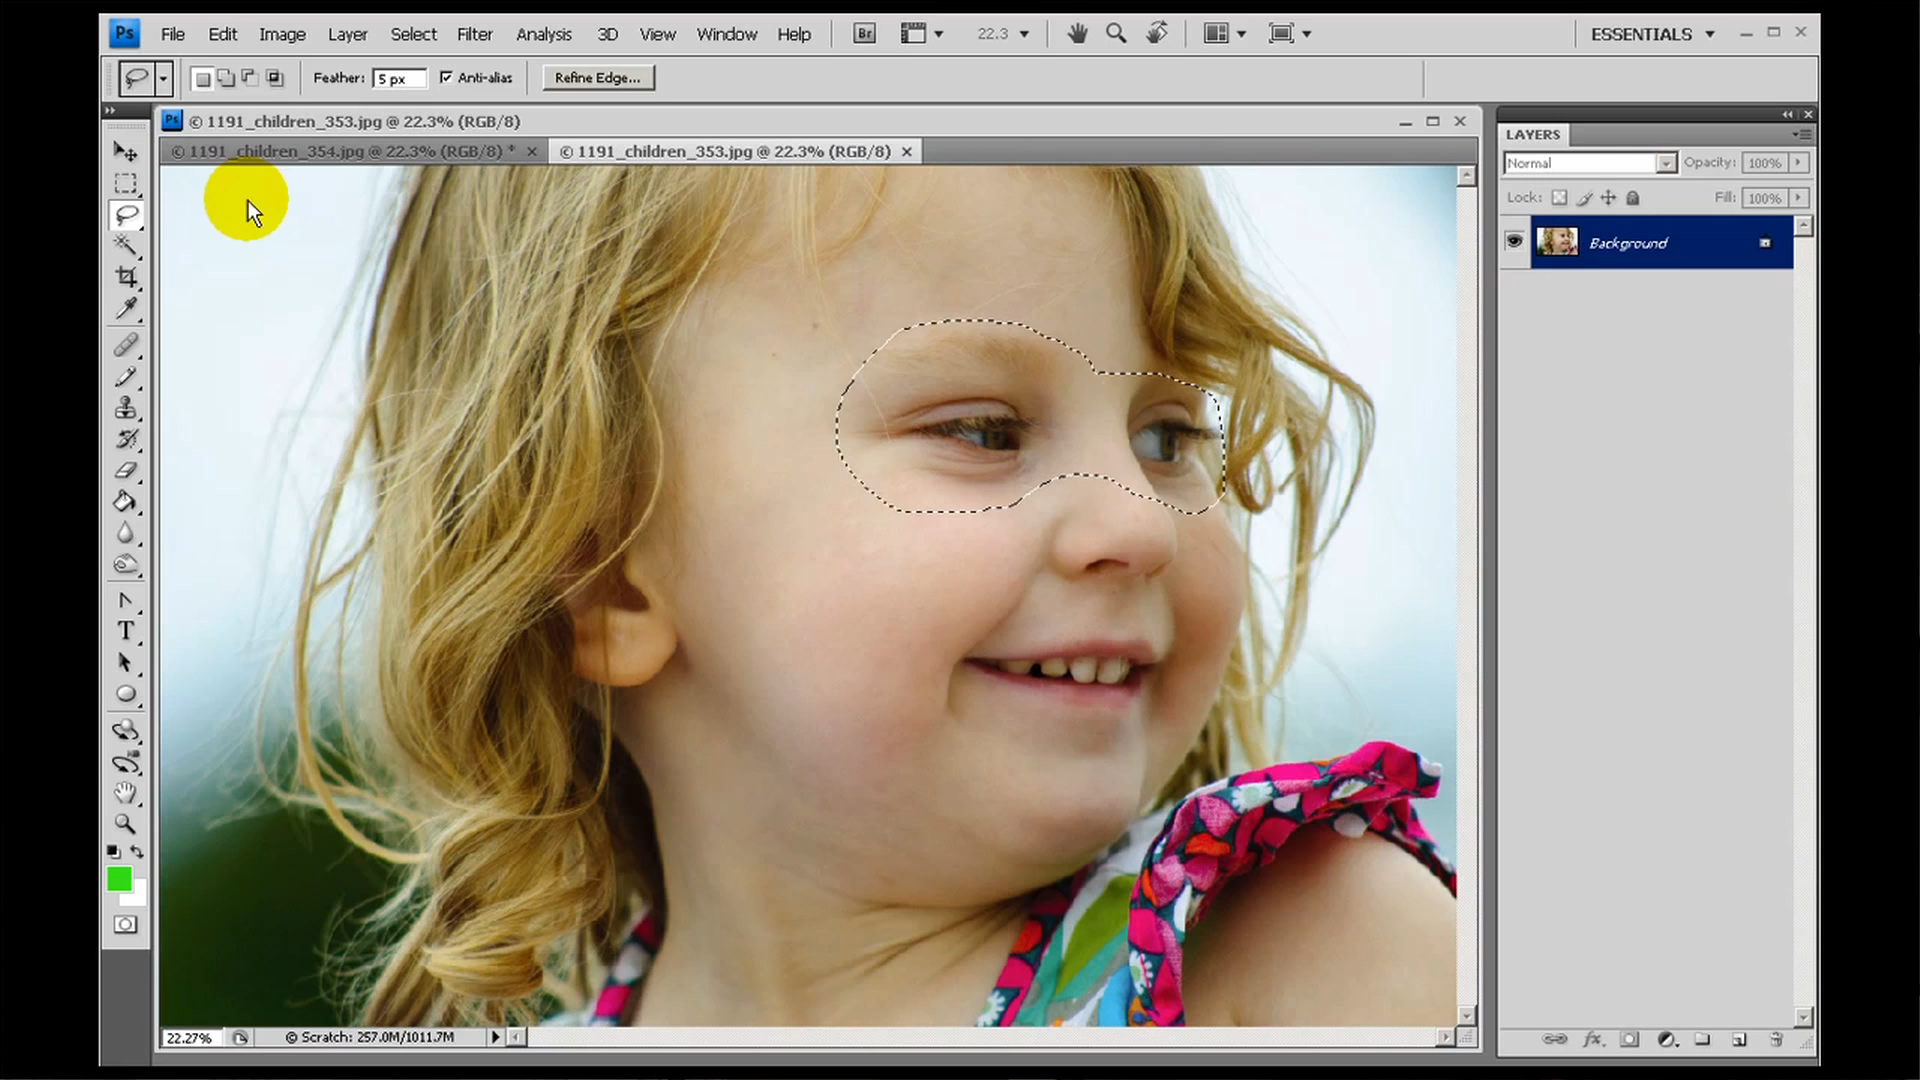 Ps File Edit Image Layer Select Filter Analysis 3D View Window Help Br 22.3 ESSENTIALS
Feather: 5 px Anti-alias Refine Edge...
Ps © 1191_children_353.jpg @ 22.3% (RGB/8)
© 1191_children_354.jpg @ 22.3% (RGB/8) * © 1191_children_353.jpg @ 22.3% (RGB/8)
LAYERS
Normal Opacity: 100%
Lock: Fill: 100%
Background
T
22.27% © Scratch: 257.0M/1011.7M
fx